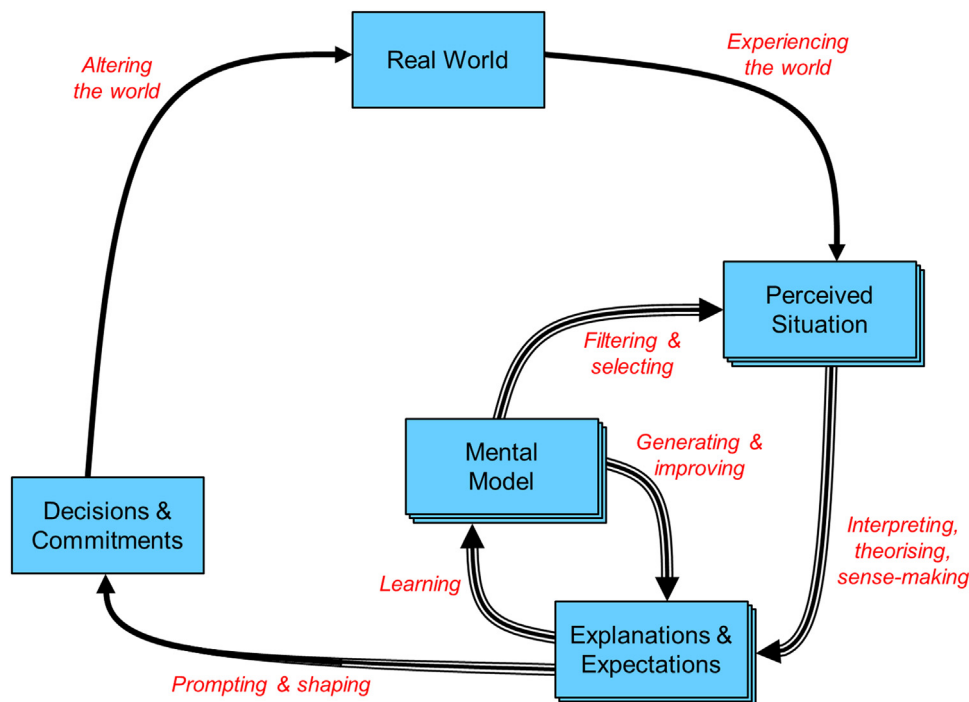 Altering
the world
Real World
Experiencing
the world
Perceived
Situation
Filtering &
selecting
Mental
Model
Generating &
improving
Decisions &
Commitments
Interpreting,
theorising,
sense-making
Learning
Explanations &
Expectations
Prompting & shaping